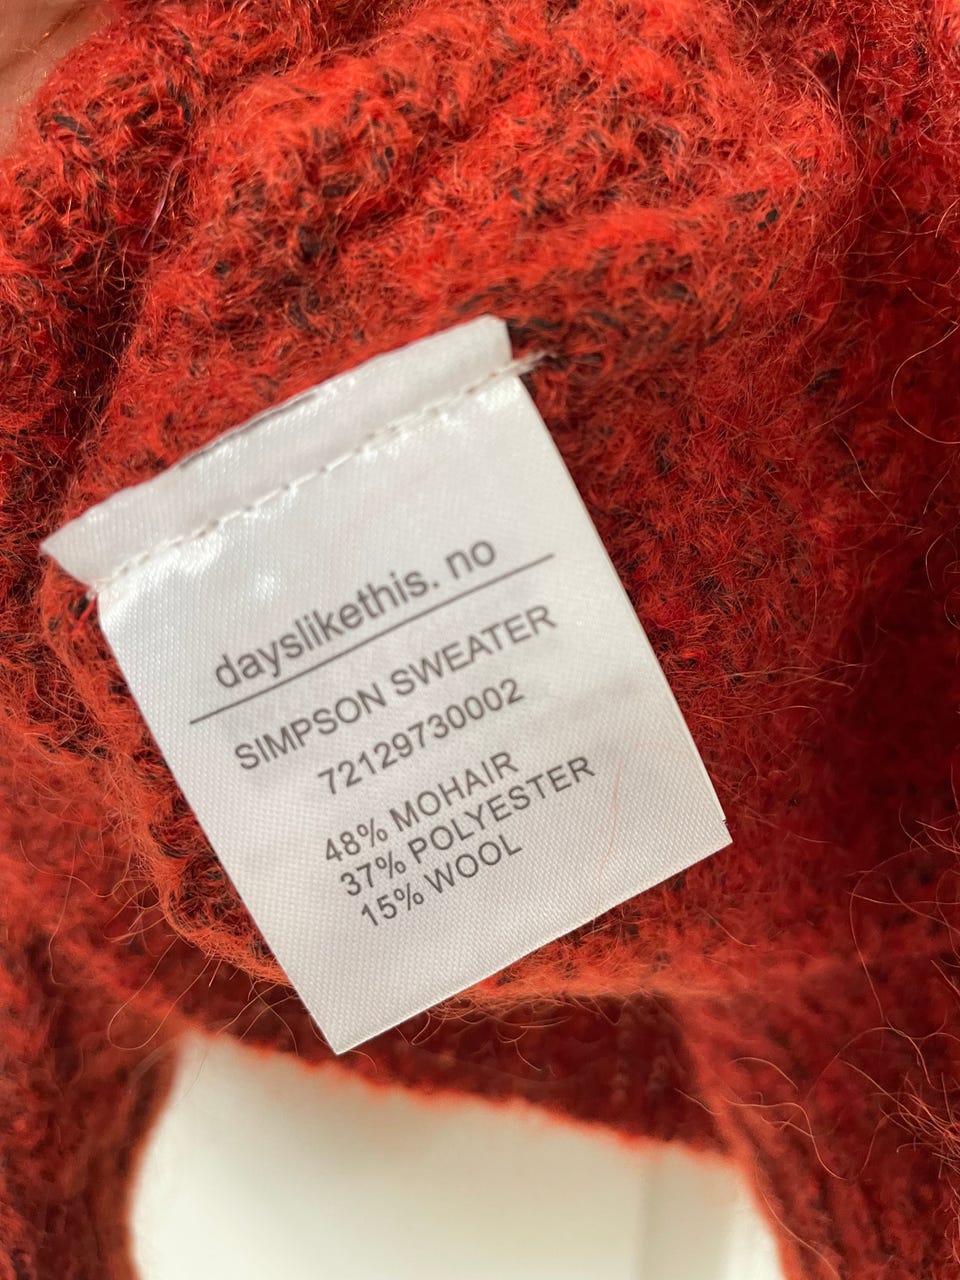 dayslikethis. no
SIMPSON SWEATER
72129730002
48% MOHAIR
37% POLYESTER
15% WOOL